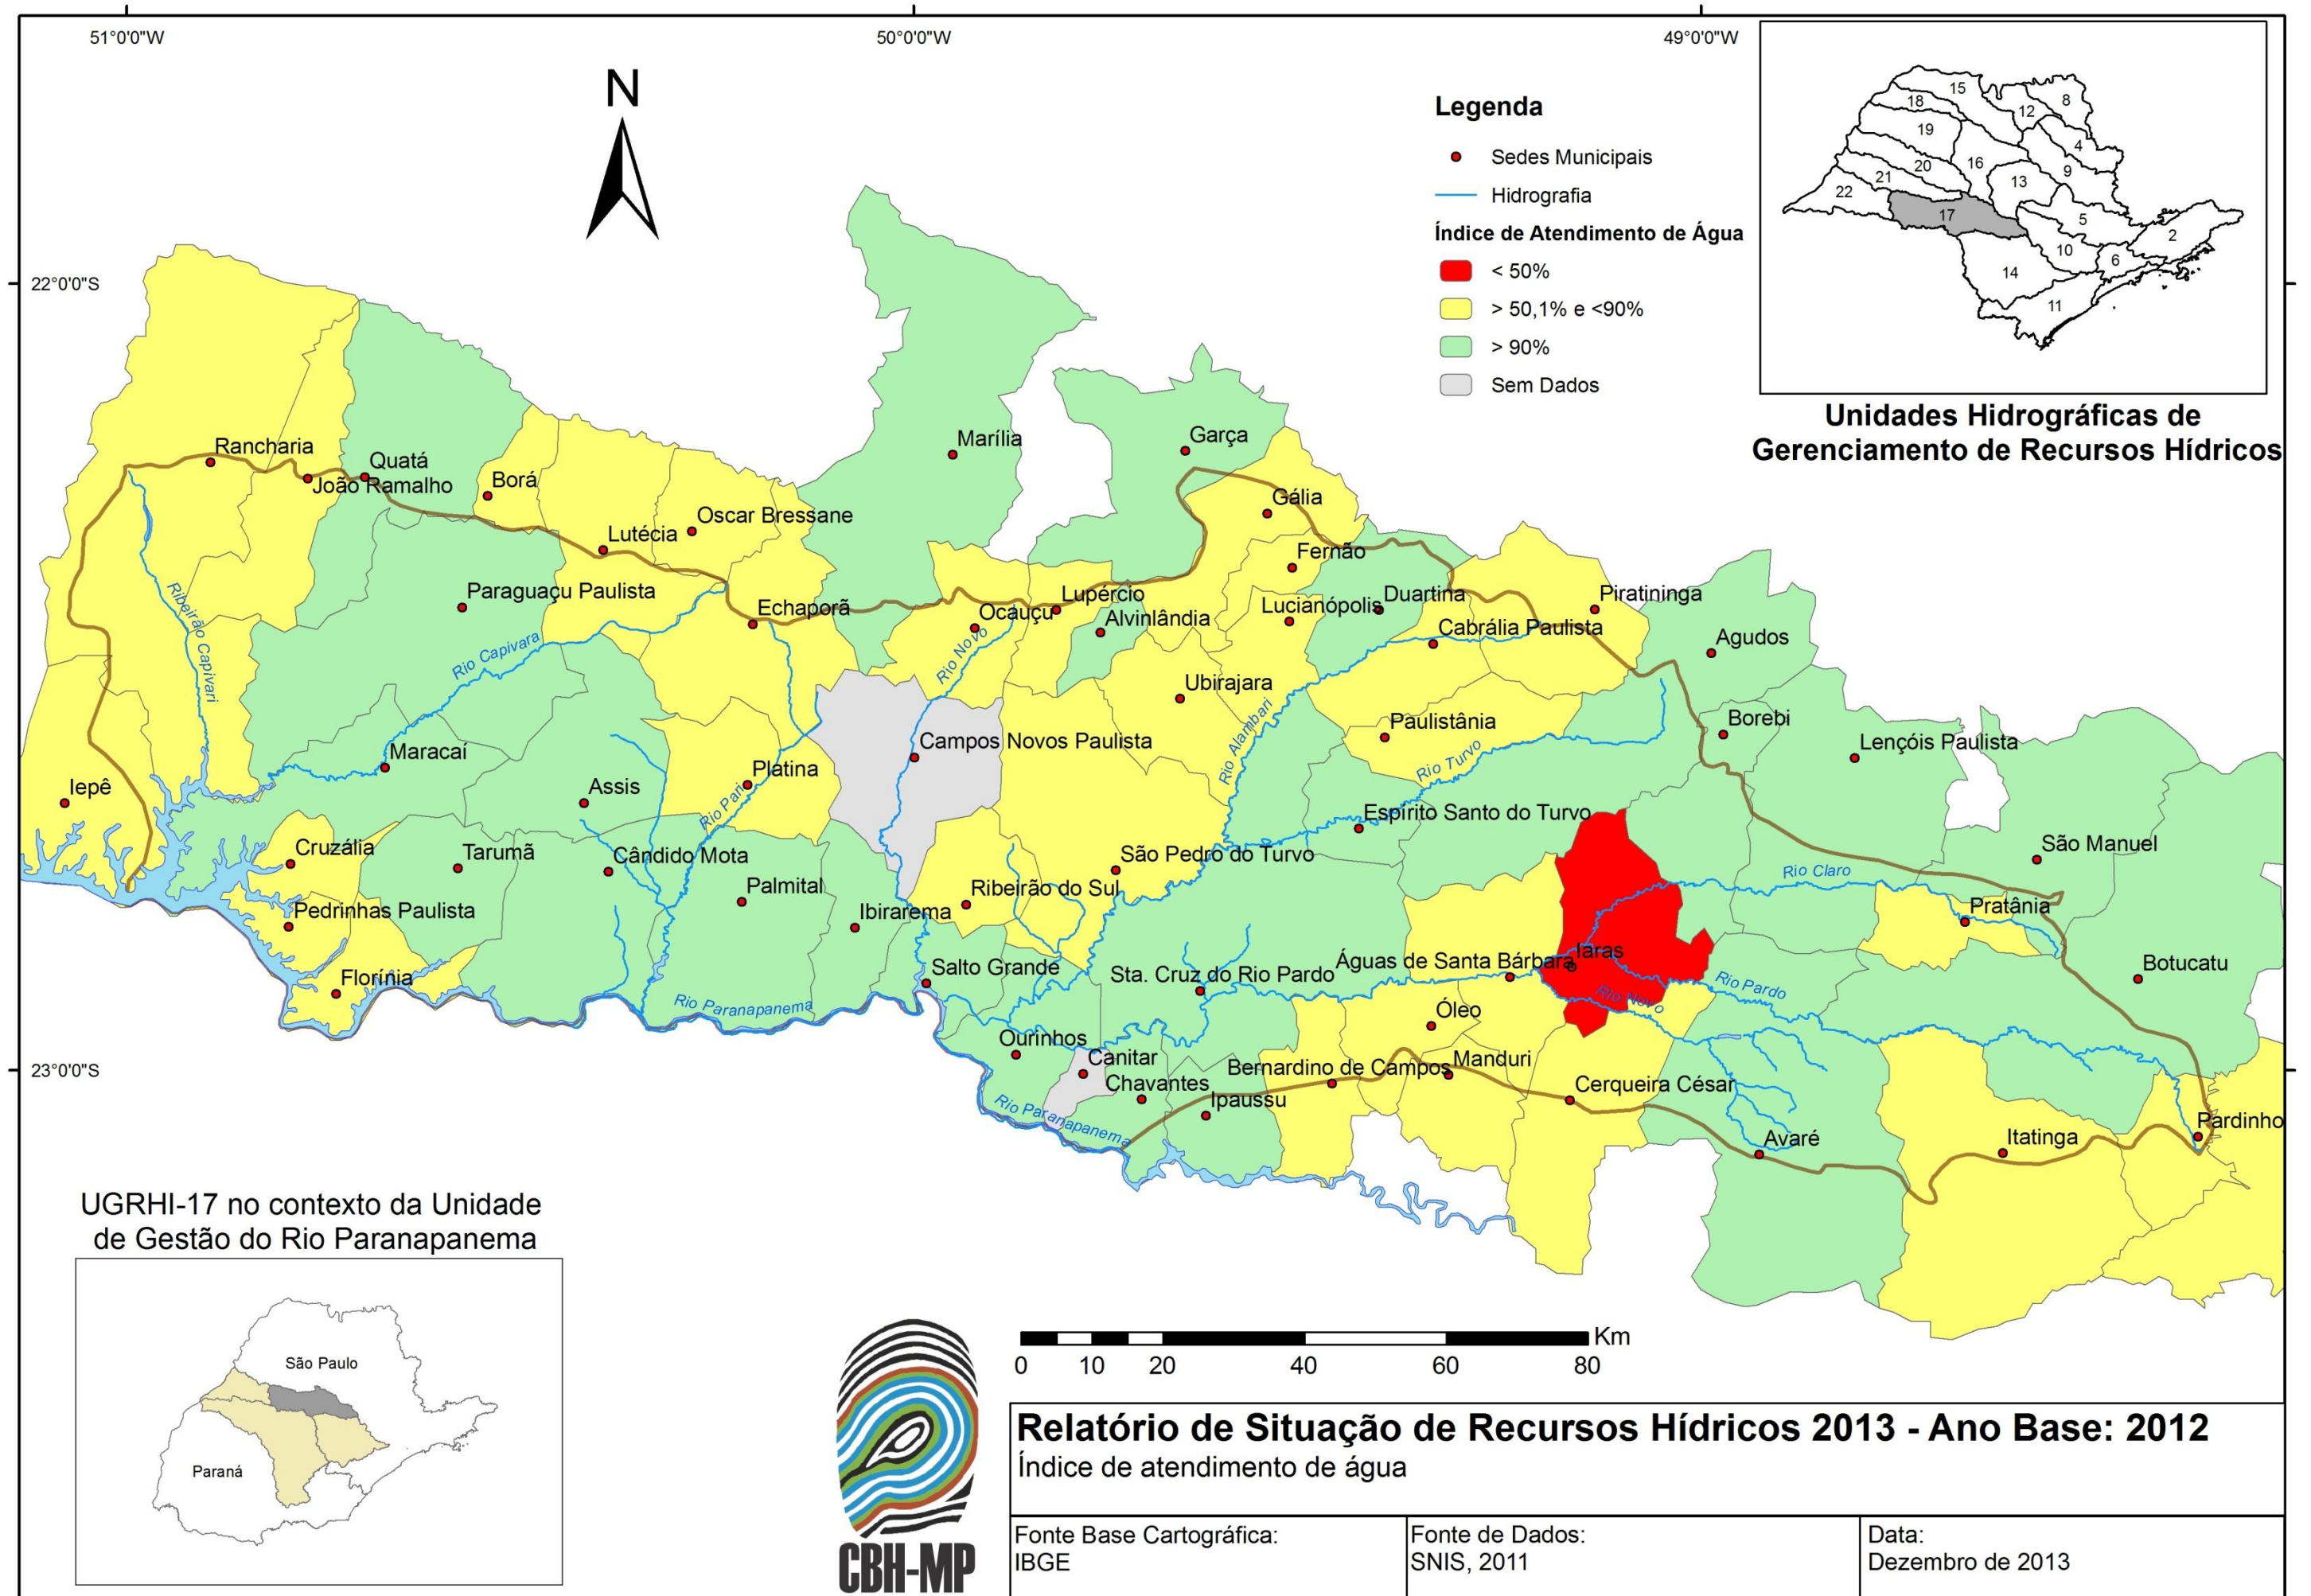 51°0'0"W
50°0'0"W
49°0'0"W
22°0'0"S
23°0'0"S
N
Legenda
Sedes Municipais
Hidrografia
Índice de Atendimento de Água
< 50%
> 50,1% e <90%
> 90%
Sem Dados
15
18
12
8
19
4
16
9
20
13
21
22
17
5
2
10
6
14
11
Unidades Hidrográficas de
Gerenciamento de Recursos Hídricos
Marília
Garça
Rancharia
Quatá
João Ramalho
Borá
Gália
Oscar Bressane
Lutécia
Fernão
Paraguaçu Paulista
Echaporã
Ocauçu
Lupércio
Alvinlândia
Lucianópolis
Duartina
Piratininga
Cabrália Paulista
Agudos
Ribeirão Capivari
Rio Capivara
Rio Novo
Ubirajara
Rio Alambari
Paulistânia
Rio Turvo
Borebi
Lençóis Paulista
Campos Novos Paulista
Maracaí
Platina
Rio Pari
Assis
Iepê
Espírito Santo do Turvo
Cruzália
Tarumã
Cândido Mota
São Pedro do Turvo
São Manuel
Rio Claro
Palmital
Ribeirão do Sul
Pedrinhas Paulista
Ibirarema
Pratânia
Iaras
Águas de Santa Bárbara
Salto Grande
Sta. Cruz do Rio Pardo
Botucatu
Florínia
Rio Pardo
Rio Novo
Rio Paranapanema
Óleo
Ourinhos
Canitar
Bernardino de Campos
Manduri
Chavantes
Cerqueira César
Ipaussu
Rio Paranapanema
Pardinho
Avaré
Itatinga
UGRHI-17 no contexto da Unidade
de Gestão do Rio Paranapanema
São Paulo
Paraná
Km
0
10
20
40
60
80
CBH-MP
Relatório de Situação de Recursos Hídricos 2013 - Ano Base: 2012
Índice de atendimento de água
Fonte Base Cartográfica:
IBGE
Fonte de Dados:
SNIS, 2011
Data:
Dezembro de 2013